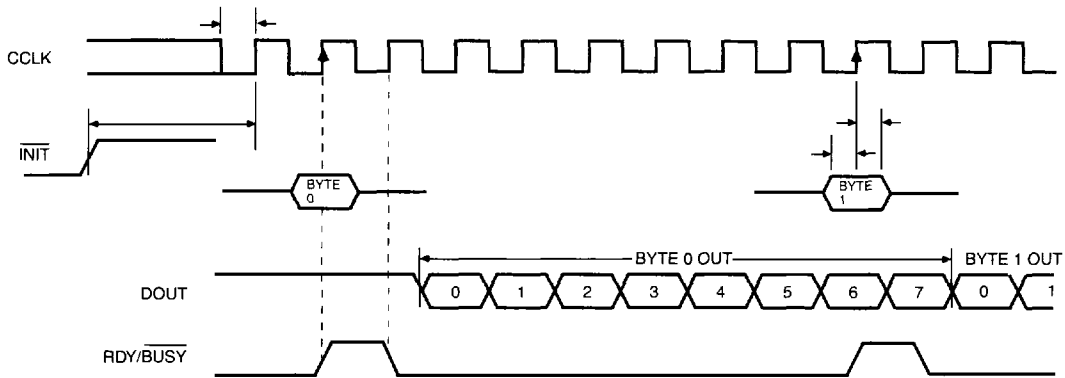 CCLK
INIT
BYTE
0
BYTE
1
BYTE 0 OUT
BYTE 1 OUT
DOUT
0 1 2 3 4 5 6 7 0 1
RDY/BUSY